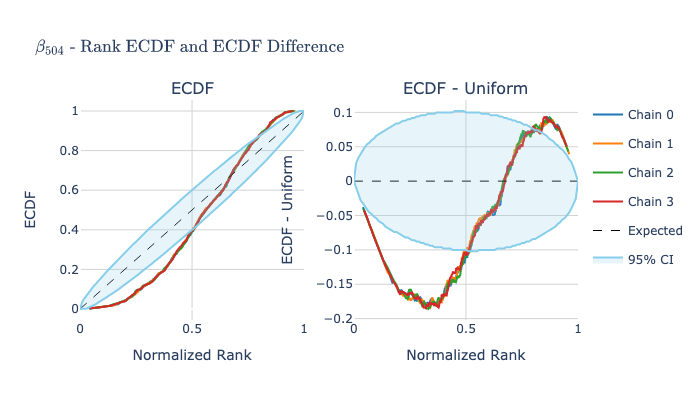 β504 - Rank ECDF and ECDF Difference
ECDF
ECDF - Uniform
ECDF
1
0.8
0.6
0.4
0.2
0
0
0.5
1
Normalized Rank
ECDF - Uniform
0.1
0.05
0
−0.05
−0.1
−0.15
−0.2
0
0.5
1
Normalized Rank
Chain 0
Chain 1
Chain 2
Chain 3
Expected
95% CI